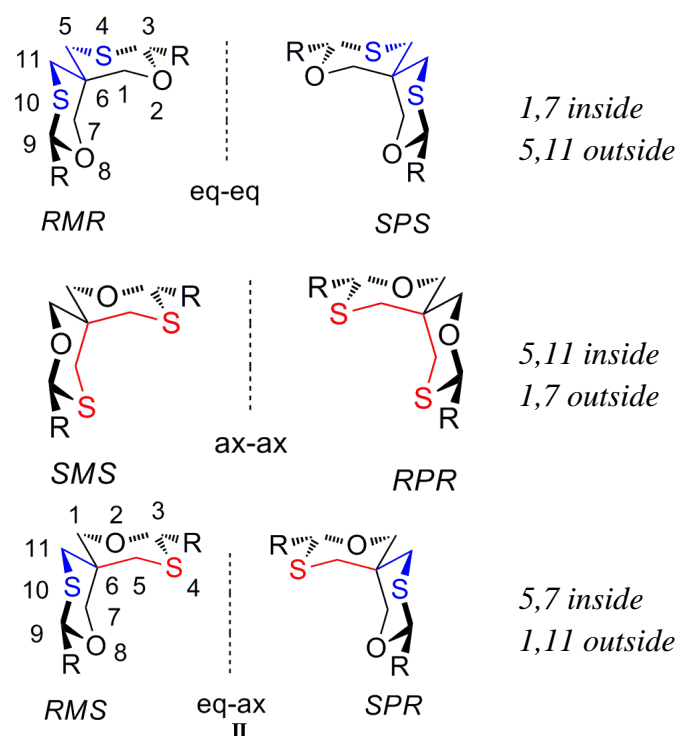 5 4 3
11 S R
10 S 6 1 O
2
7
9 O 8
R
RMR
eq-eq
R S
O
S
O
R
SPS
1,7 inside
5,11 outside
O R
S
O
S
R
SMS
ax-ax
R O
S
O
S
R
RPR
5,11 inside
1,7 outside
1 2 3
O R
11 S
10 S 6 5 4
7
9 O 8
R
RMS
eq-ax
II
R O
S
S
O
R
SPR
5,7 inside
1,11 outside